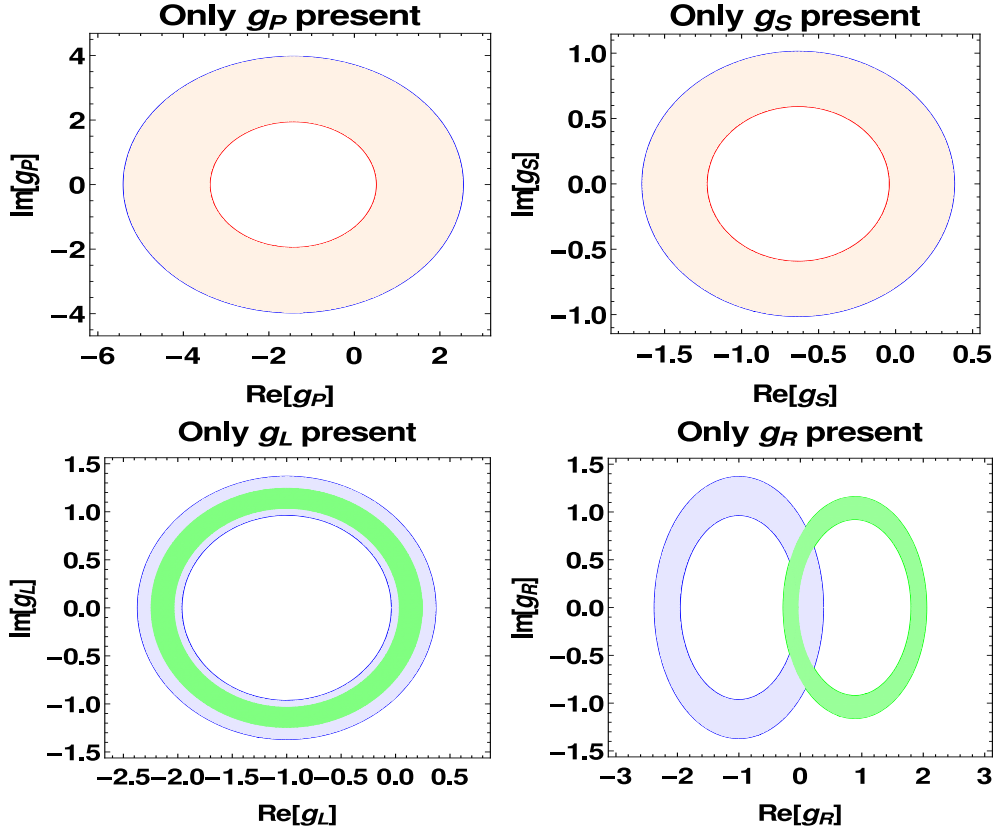 Only g_P present
Im[g_P]
4
2
0
−2
−4
−6 −4 −2 0 2
Re[g_P]
Only g_S present
Im[g_S]
1.0
0.5
0.0
−0.5
−1.0
−1.5 −1.0 −0.5 0.0 0.5
Re[g_S]
Only g_L present
Im[g_L]
1.5
1.0
0.5
0.0
−0.5
−1.0
−1.5
−2.5 −2.0 −1.5 −1.0 −0.5 0.0 0.5
Re[g_L]
Only g_R present
Im[g_R]
1.5
1.0
0.5
0.0
−0.5
−1.0
−1.5
−3 −2 −1 0 1 2 3
Re[g_R]